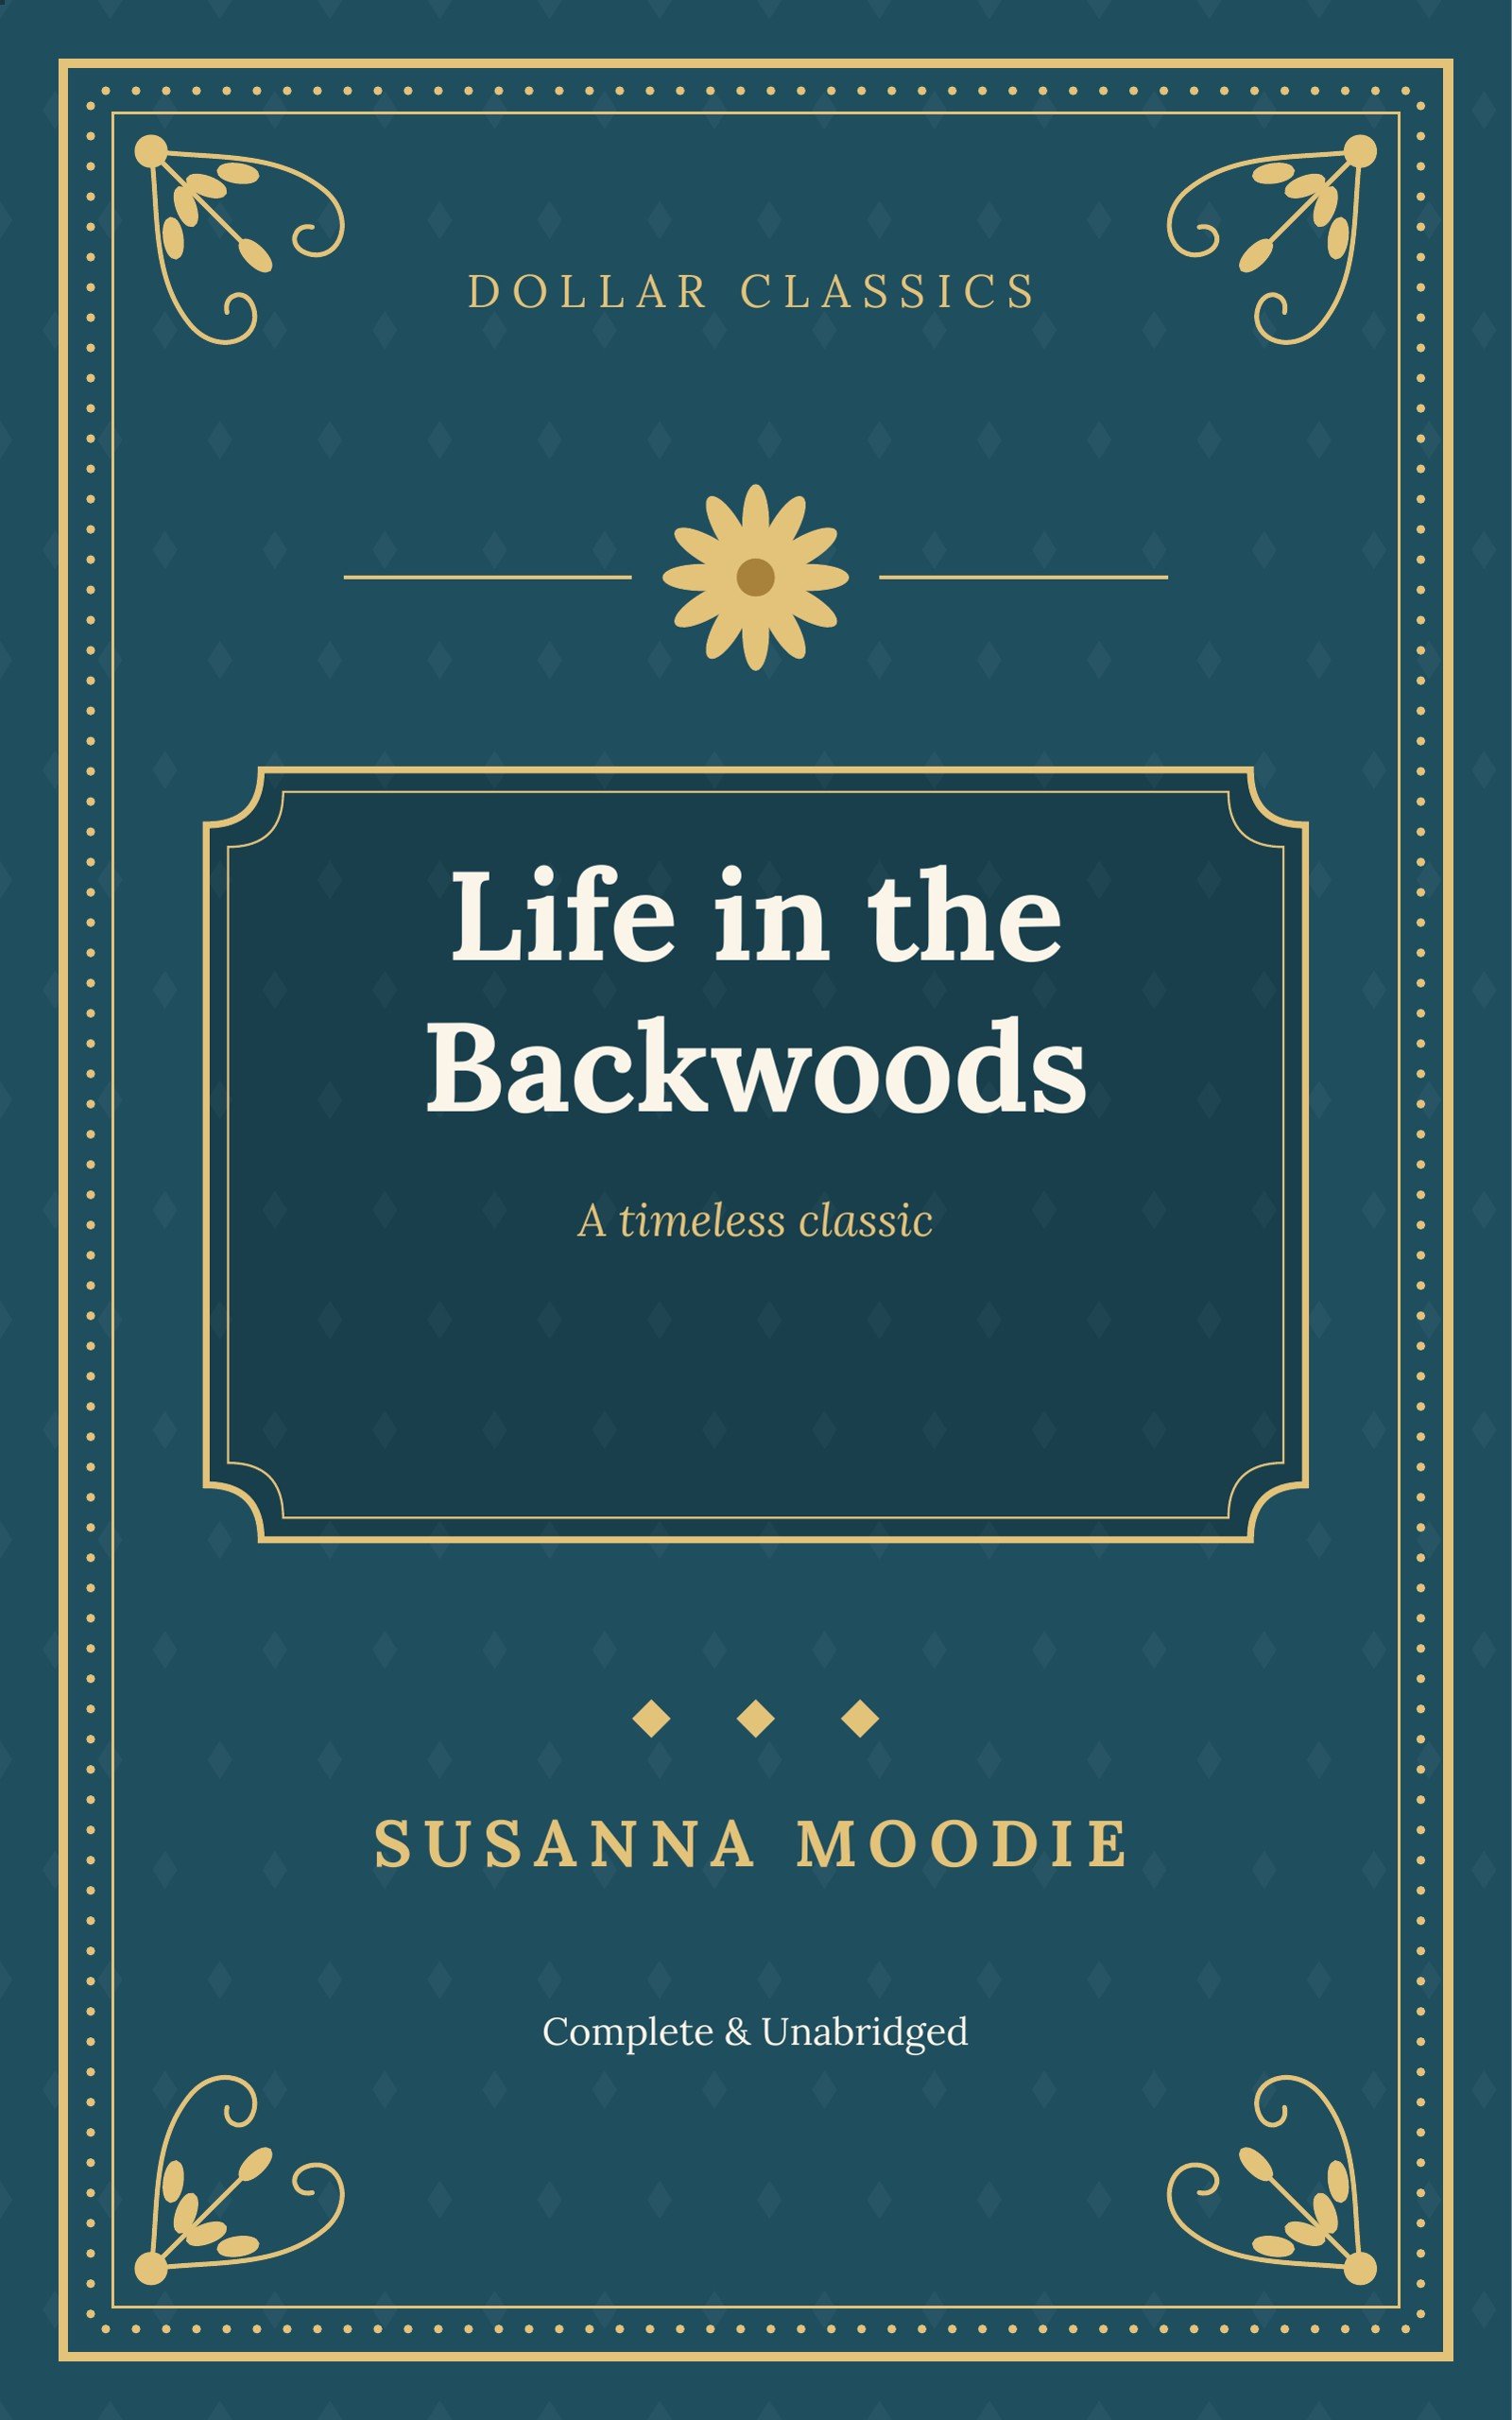 DOLLAR CLASSICS
Life in the
Backwoods
A timeless classic
SUSANNA MOODIE
Complete & Unabridged